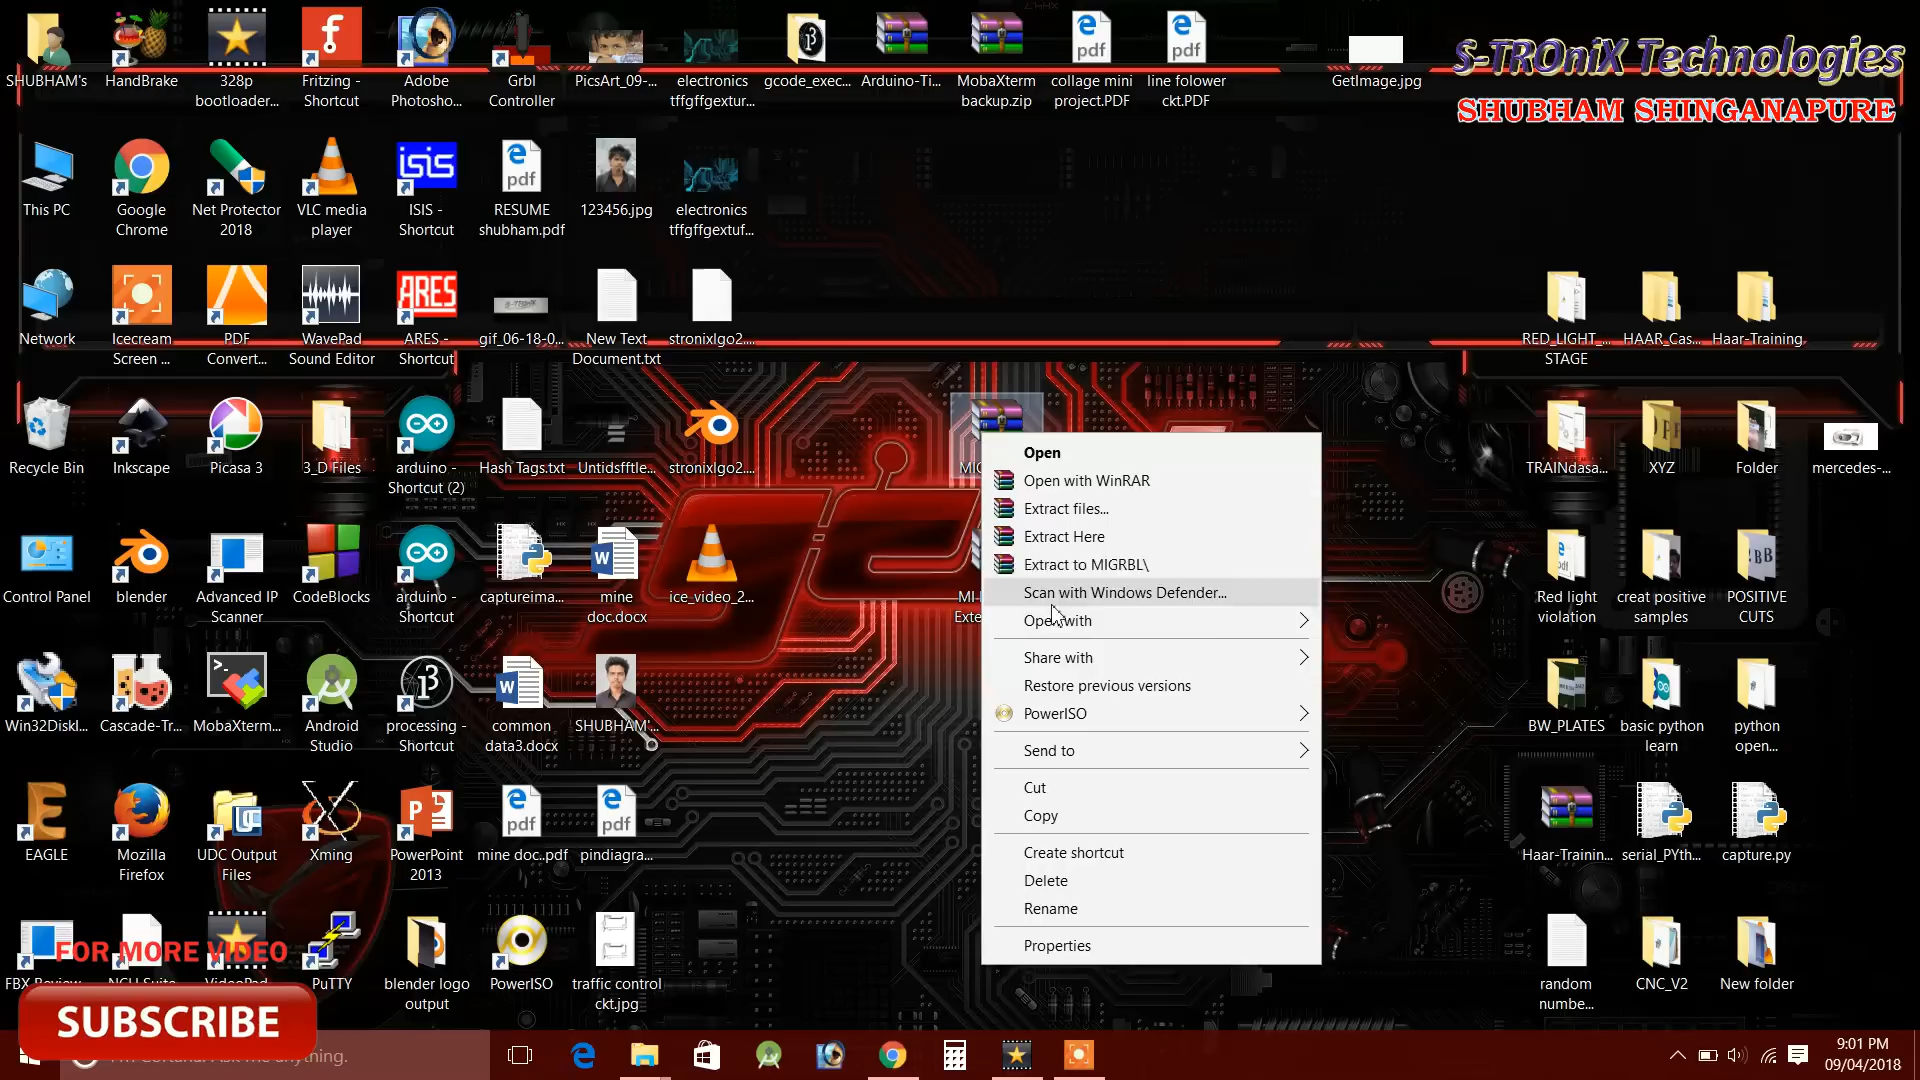 SHUBHAM's
HandBrake
328p
bootloader...
Fritzing -
Shortcut
Adobe
Photosho...
Grbl
Controller
PicsArt_09-...
electronics
tffgffgextur...
gcode_exec...
Arduino-Ti...
MobaXterm
backup.zip
collage mini
project.PDF
line folower
ckt.PDF
GetImage.jpg
S-TROniX Technologies
SHUBHAM SHINGANAPURE
This PC
Google
Chrome
Net Protector
2018
VLC media
player
ISIS -
Shortcut
RESUME
shubham.pdf
123456.jpg
electronics
tffgffgextuf...
Network
Icecream
Screen ...
PDF
Convert...
WavePad
Sound Editor
ARES -
Shortcut
gif_06-18-0...
New Text
Document.txt
stronixlgo2....
RED_LIGHT_...
STAGE
HAAR_Cas...
Haar-Training
Recycle Bin
Inkscape
Picasa 3
3_D Files
arduino -
Shortcut (2)
Hash Tags.txt
Untidsfftle...
stronixlgo2....
TRAINdasa...
XYZ
Folder
mercedes-...
Control Panel
blender
Advanced IP
Scanner
CodeBlocks
arduino -
Shortcut
captureima...
mine
doc.docx
ice_video_2...
Red light
violation
creat positive
samples
POSITIVE
CUTS
Open
Open with WinRAR
Extract files...
Extract Here
Extract to MIGRBL\
Scan with Windows Defender...
Open with
Share with
Restore previous versions
PowerISO
Send to
Cut
Copy
Create shortcut
Delete
Rename
Properties
Win32DiskI...
Cascade-Tr...
MobaXterm...
Android
Studio
processing -
Shortcut
common
data3.docx
SHUBHAM'...
BW_PLATES
basic python
learn
python
open...
EAGLE
Mozilla
Firefox
UDC Output
Files
Xming
PowerPoint
2013
mine doc..pdf
pindiagra...
Haar-Trainin...
serial_PYth...
capture.py
FOR MORE VIDEO
PuTTY
blender logo
output
PowerISO
traffic control
ckt.jpg
random
numbe...
CNC_V2
New folder
SUBSCRIBE
9:01 PM
09/04/2018